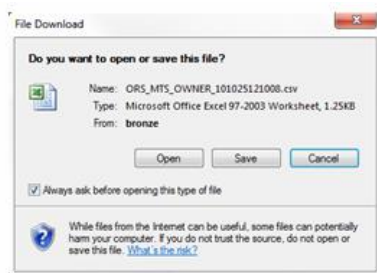 File Download
Do you want to open or save this file?
Name: ORS_MTS_OWNER_101025121008.csv
Type: Microsoft Office Excel 97-2003 Worksheet, 1.25KB
From: bronze
Open Save Cancel
Always ask before opening this type of file
While files from the Internet can be useful, some files can potentially
harm your computer. If you do not trust the source, do not open or
save this file. What's the risk?